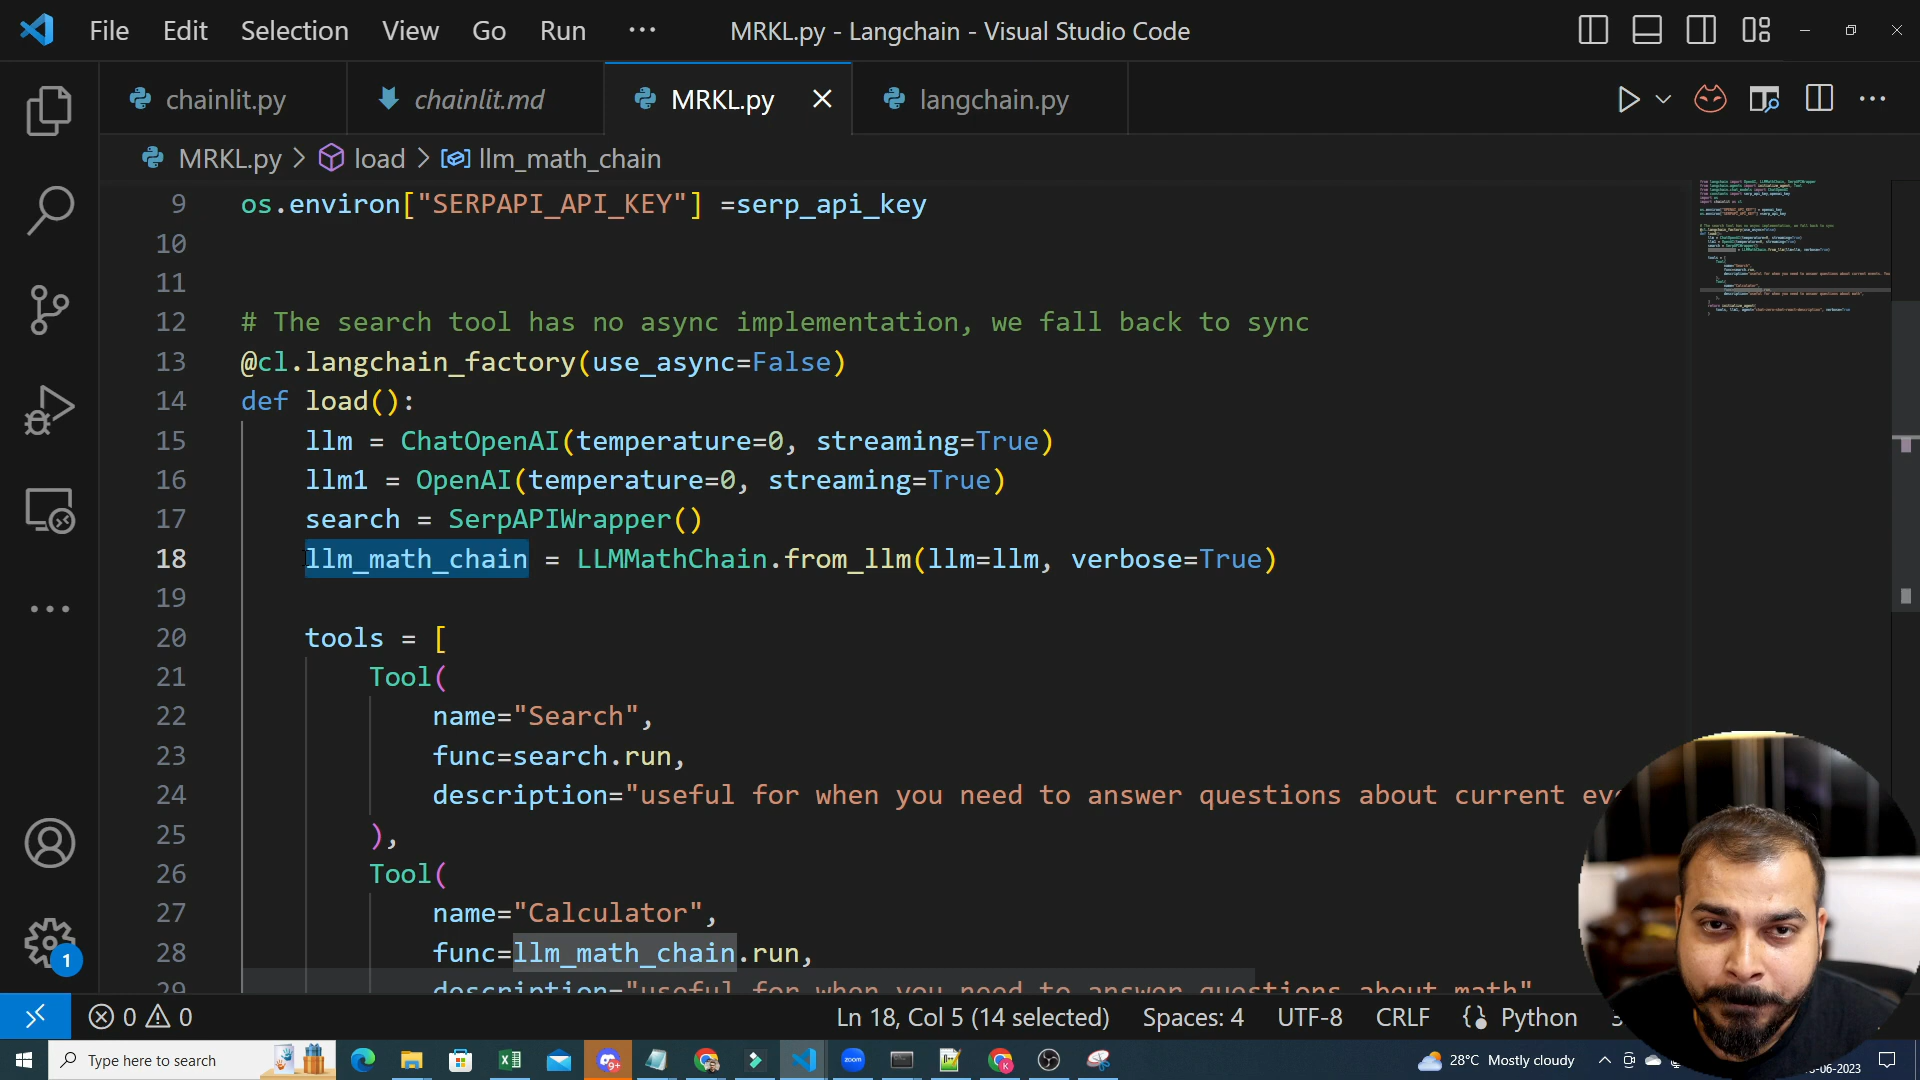 File Edit Selection View Go Run ··· MRKL.py - Langchain - Visual Studio Code
chainlit.py chainlit.md MRKL.py langchain.py
MRKL.py > load > llm_math_chain
9 os.environ["SERPAPI_API_KEY"] =serp_api_key
10
11
12 # The search tool has no async implementation, we fall back to sync
13 @cl.langchain_factory(use_async=False)
14 def load():
15 llm = ChatOpenAI(temperature=0, streaming=True)
16 llm1 = OpenAI(temperature=0, streaming=True)
17 search = SerpAPIWrapper()
18 llm_math_chain = LLMMathChain.from_llm(llm=llm, verbose=True)
19
20 tools = [
21 Tool(
22 name="Search",
23 func=search.run,
24 description="useful for when you need to answer questions about current
25 ),
26 Tool(
27 name="Calculator",
28 func=llm_math_chain.run,
29 description="useful for when you need to answer questions about math"
1
0 0 Ln 18, Col 5 (14 selected) Spaces: 4 UTF-8 CRLF Python
Type here to search 9+ zoom 28°C Mostly cloudy
-06-2023